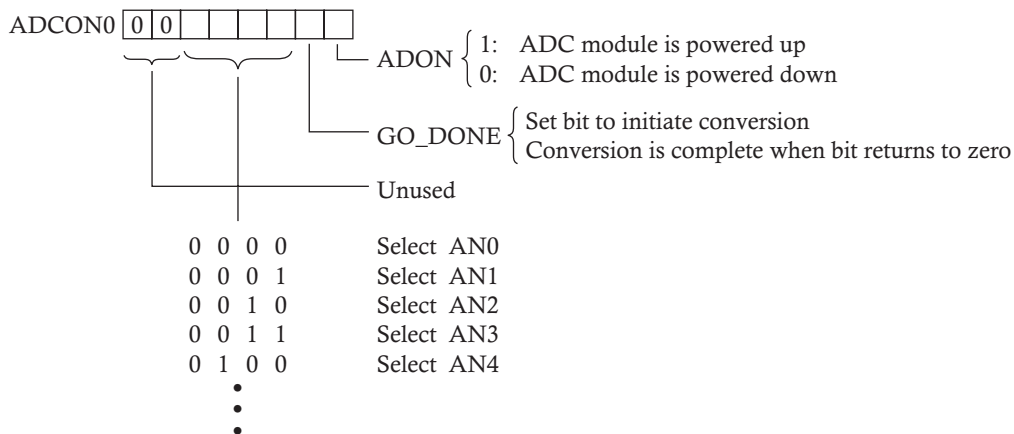 ADCON0 0 0
ADON
1: ADC module is powered up
0: ADC module is powered down
GO_DONE
Set bit to initiate conversion
Conversion is complete when bit returns to zero
Unused
0 0 0 0 Select AN0
0 0 0 1 Select AN1
0 0 1 0 Select AN2
0 0 1 1 Select AN3
0 1 0 0 Select AN4